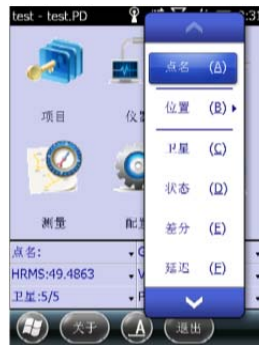 test - test.PD
:3
点名 (A)
位置 (B)
卫星 (C)
状态 (D)
差分 (E)
延迟 (F)
项目
仪
测量
配
点名:
HRMS:49.4863
卫星:5/5
关于
A
退出